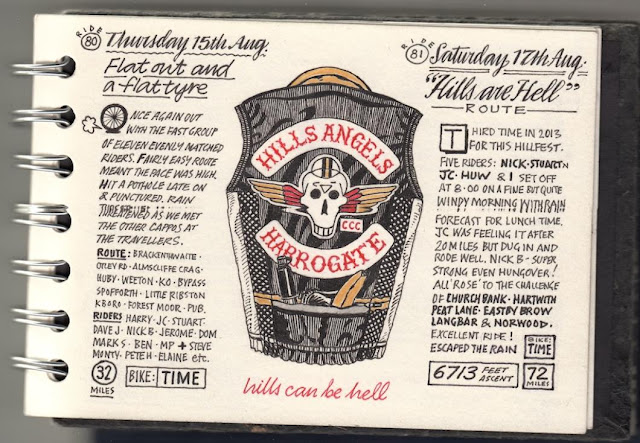 RIDE
80
Thursday 15th Aug.
Flat out and
a-flat tyre
ONCE AGAIN OUT
WITH THE FAST GROUP
OF ELEVEN EVENLY MATCHED
RIDERS. FAIRLY EASY ROUTE
MEANT THE PACE WAS HIGH.
HIT A POTHOLE LATE ON
& PUNCTURED. RAIN
THREATENED AS WE MET
THE OTHER CAPPOS AT
THE TRAVELLERS.
ROUTE: BRACKENTHWAITE·
OTLEY RD· ALMSCLIFFE CRAG·
HUBY· WEETON· KO· BYPASS
SPOFFORTH· LITTLE RIBSTON
KBORO· FOREST MOOR· PUB.
RIDERS HARRY· JC· STUART·
DAVE J· NICK B· JEROME· DOM
MARK S· BEN· MP + STEVE
MONTY· PETE H· ELAINE etc..
32
MILES
BIKE: TIME
HILLS ANGELS
CCC
HARROGATE
hills can be hell
RIDE
81
Saturday 17th Aug.
"Hills are Hell"
ROUTE
THIRD TIME IN 2013
FOR THIS HILLFEST.
FIVE RIDERS: NICK· STUART·
JC· HUW & I SET OFF
AT 8·00 ON A FINE BUT QUITE
WINDY MORNING WITH RAIN
FORECAST FOR LUNCH TIME.
JC WAS FEELING IT AFTER
20 MILES BUT DUG IN AND
RODE WELL. NICK B- SUPER
STRONG EVEN HUNGOVER!
ALL 'ROSE' TO THE CHALLENGE
OF CHURCH BANK· HARTWITH
PEAT LANE· EASTBY BROW
LANGBAR & NORWOOD.
EXCELLENT RIDE!
ESCAPED THE RAIN
BIKE:
TIME
6713 FEET ASCENT
72
MILES